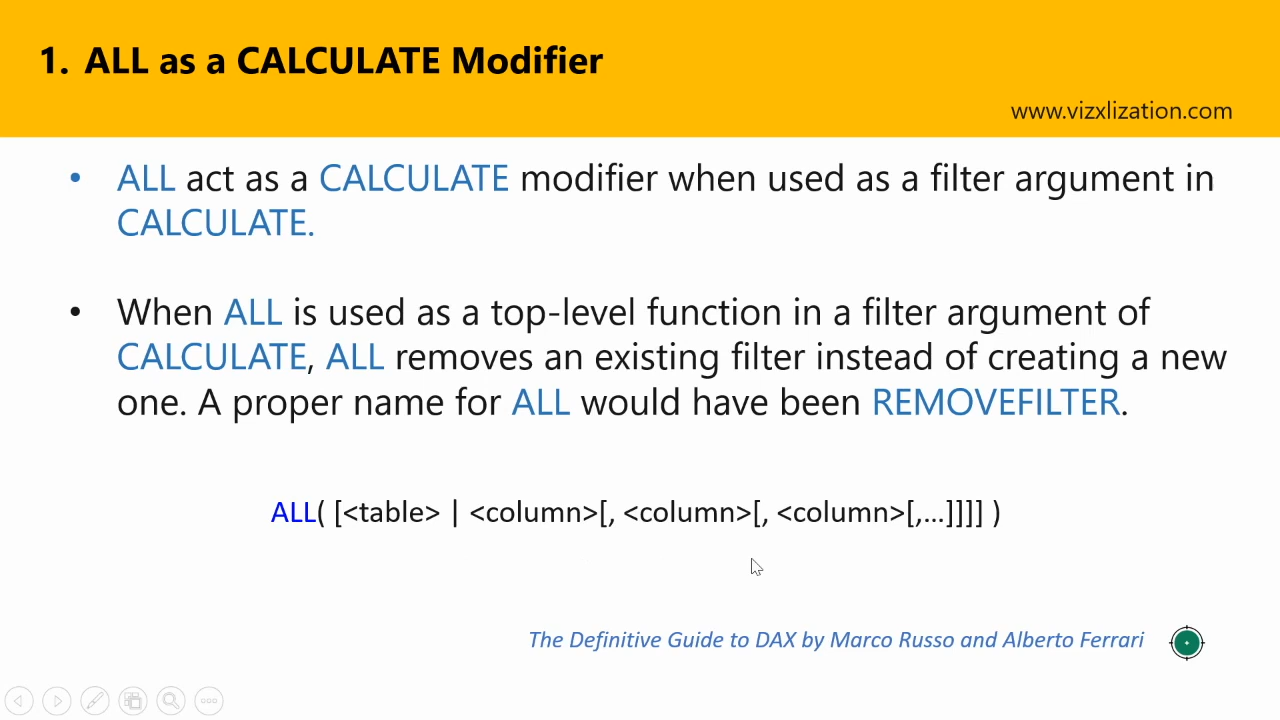 1. ALL as a CALCULATE Modifier
www.vizxlization.com
• ALL act as a CALCULATE modifier when used as a filter argument in
CALCULATE.
• When ALL is used as a top-level function in a filter argument of
CALCULATE, ALL removes an existing filter instead of creating a new
one. A proper name for ALL would have been REMOVEFILTER.
ALL( [<table> | <column>[, <column>[, <column>[,...]]]] )
The Definitive Guide to DAX by Marco Russo and Alberto Ferrari